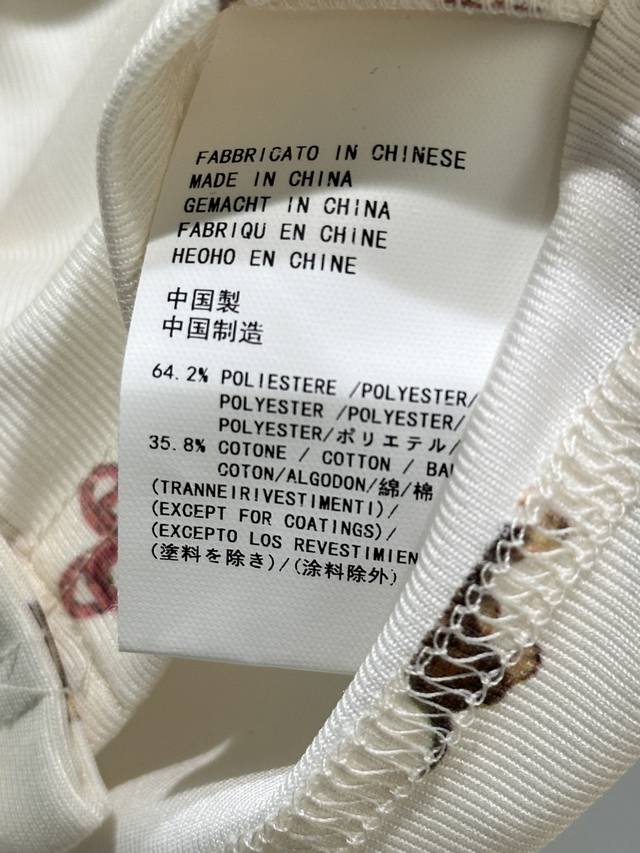 FABBRICATO IN CHINESE
MADE IN CHINA
GEMACHT IN CHINA
FABRIQU EN CHINE
HEOHO EN CHINE
中国製
中国制造
64.2% POLIESTERE /POLYESTER/
POLYESTER /POLYESTER/
POLYESTER/ポリエテル/
35.8% COTONE / COTTON /
COTON/ALGODON/綿/棉
(TRANNEIRIVESTIMENTI)/
(EXCEPT FOR COATINGS)/
(EXCEPTO LOS REVESTIMIEN
(塗料を除き)/(涂料除外)